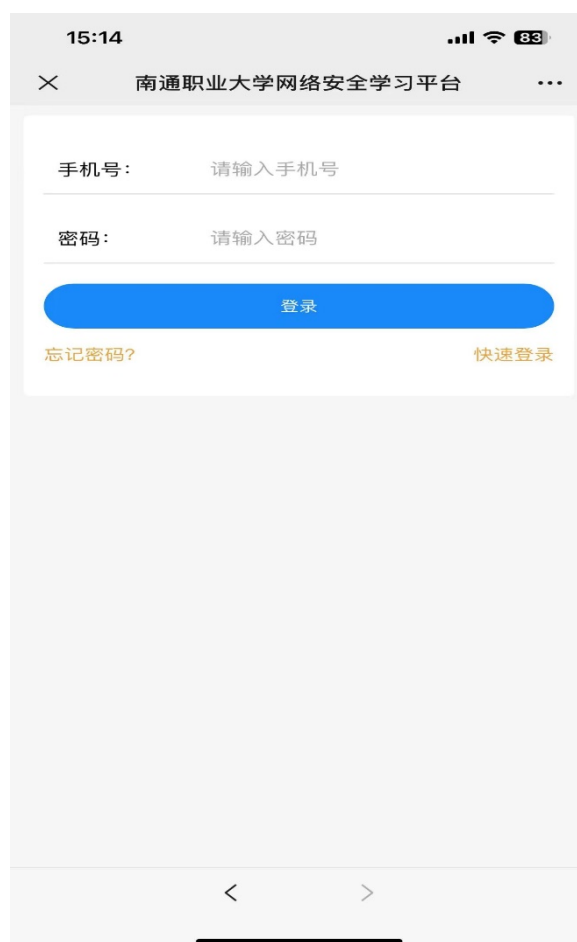 15:14 83
南通职业大学网络安全学习平台
手机号: 请输入手机号
密码: 请输入密码
登录
忘记密码? 快速登录